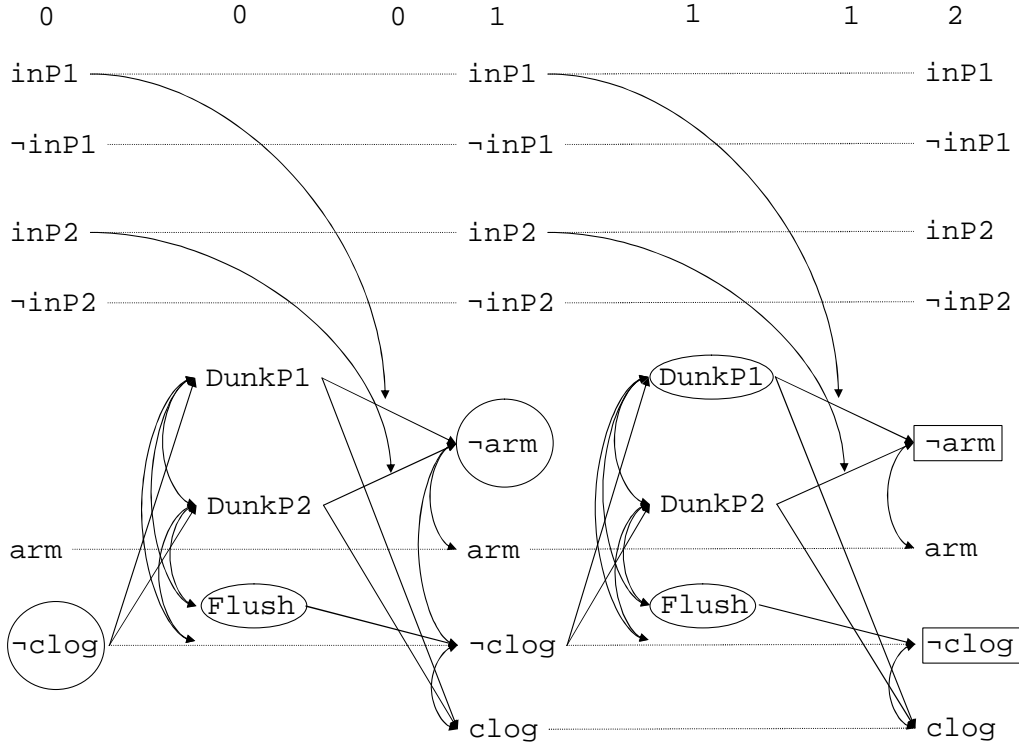 0 0 0 1 1 1 2
inP1 inP1 inP1
¬inP1 ¬inP1 ¬inP1
inP2 inP2 inP2
¬inP2 ¬inP2 ¬inP2
DunkP1 DunkP1
¬arm ¬arm
DunkP2 DunkP2
arm arm arm
Flush Flush
¬clog ¬clog ¬clog
clog clog